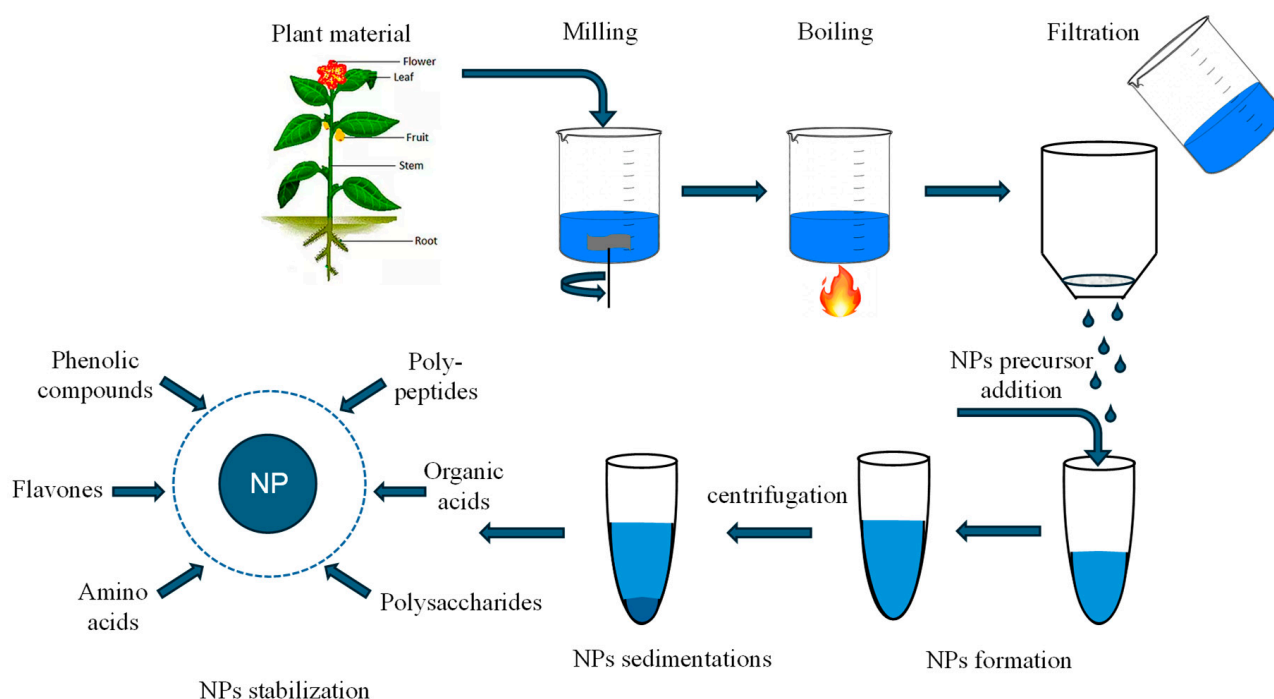 Plant material
Milling
Boiling
Filtration
Flower
Leaf
Fruit
Stem
Root
NPs precursor
addition
Phenolic
compounds
Poly-
peptides
Flavones
NP
Organic
acids
Amino
acids
Polysaccharides
centrifugation
NPs sedimentations
NPs formation
NPs stabilization